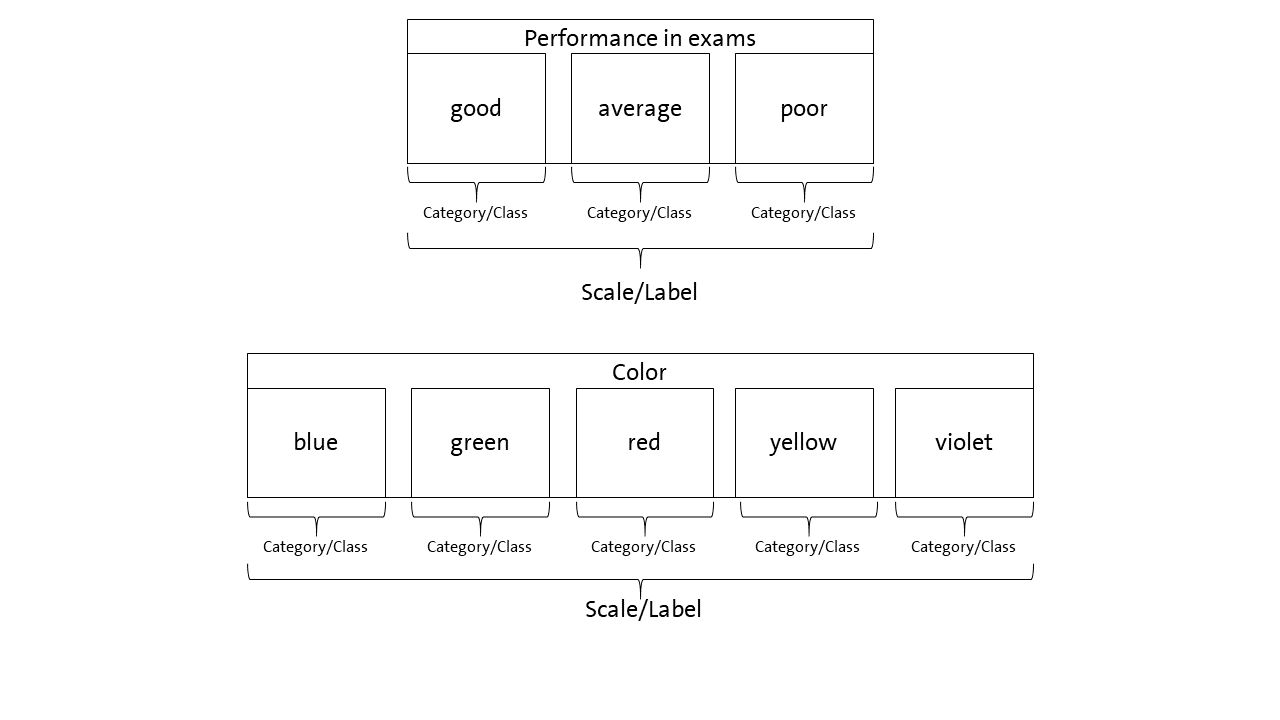 Performance in exams
good average poor
Category/Class Category/Class Category/Class
Scale/Label
Color
blue green red yellow violet
Category/Class Category/Class Category/Class Category/Class Category/Class
Scale/Label